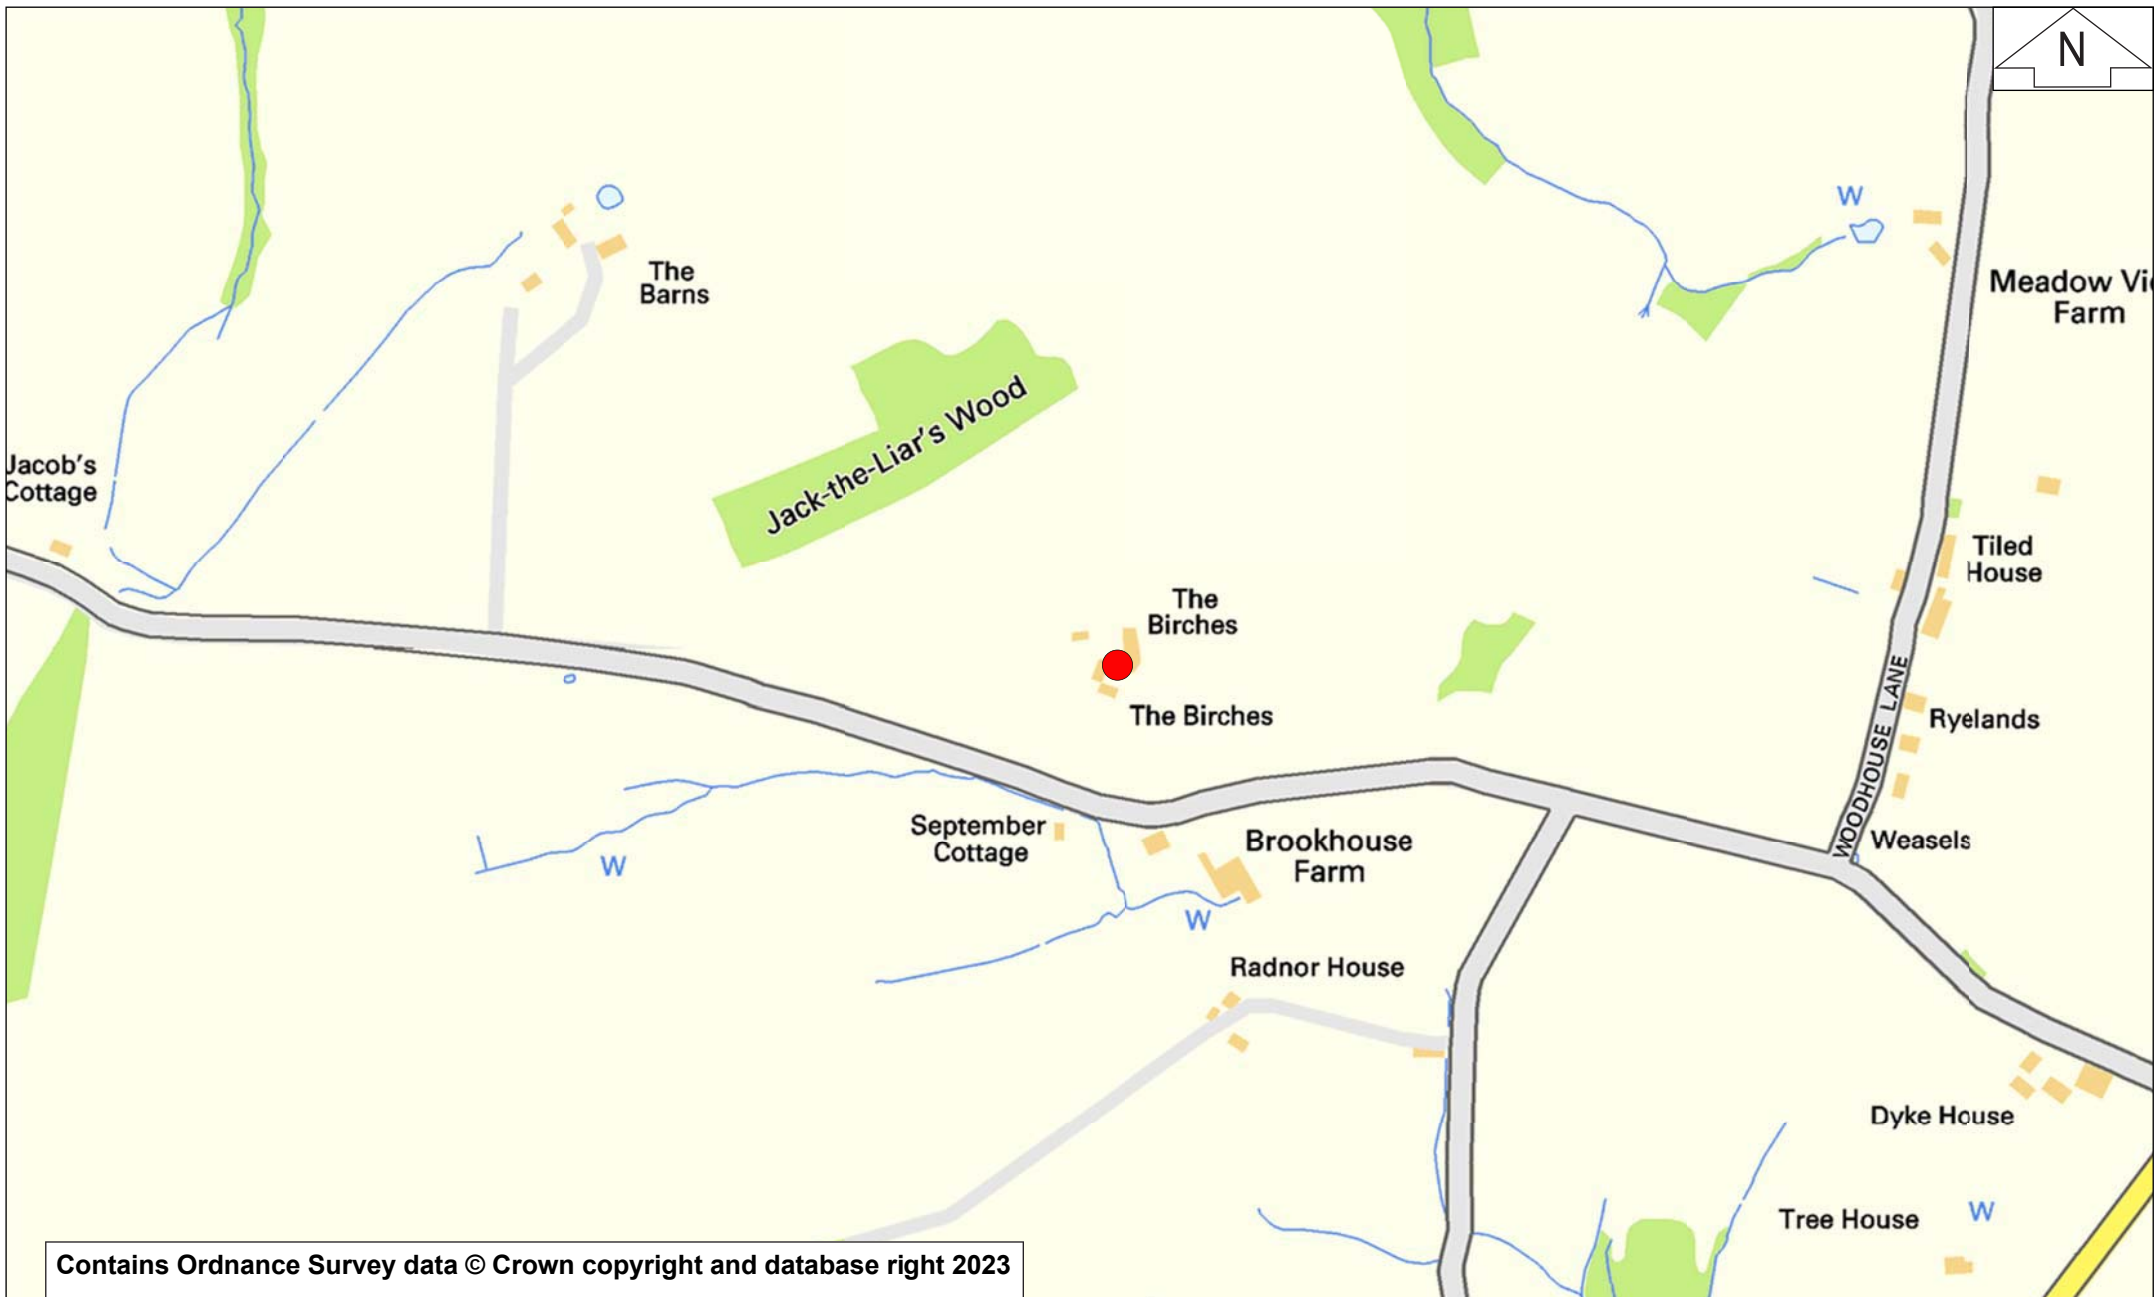 N
W
The
Barns
Meadow Vi
Farm
Jack-the-Liar's Wood
Jacob's
Cottage
Tiled
House
The
Birches
The Birches
Ryelands
WOODHOUSE LANE
Weasels
September
Cottage
Brookhouse
Farm
W
W
Radnor House
Dyke House
Tree House
W
Contains Ordnance Survey data © Crown copyright and database right 2023